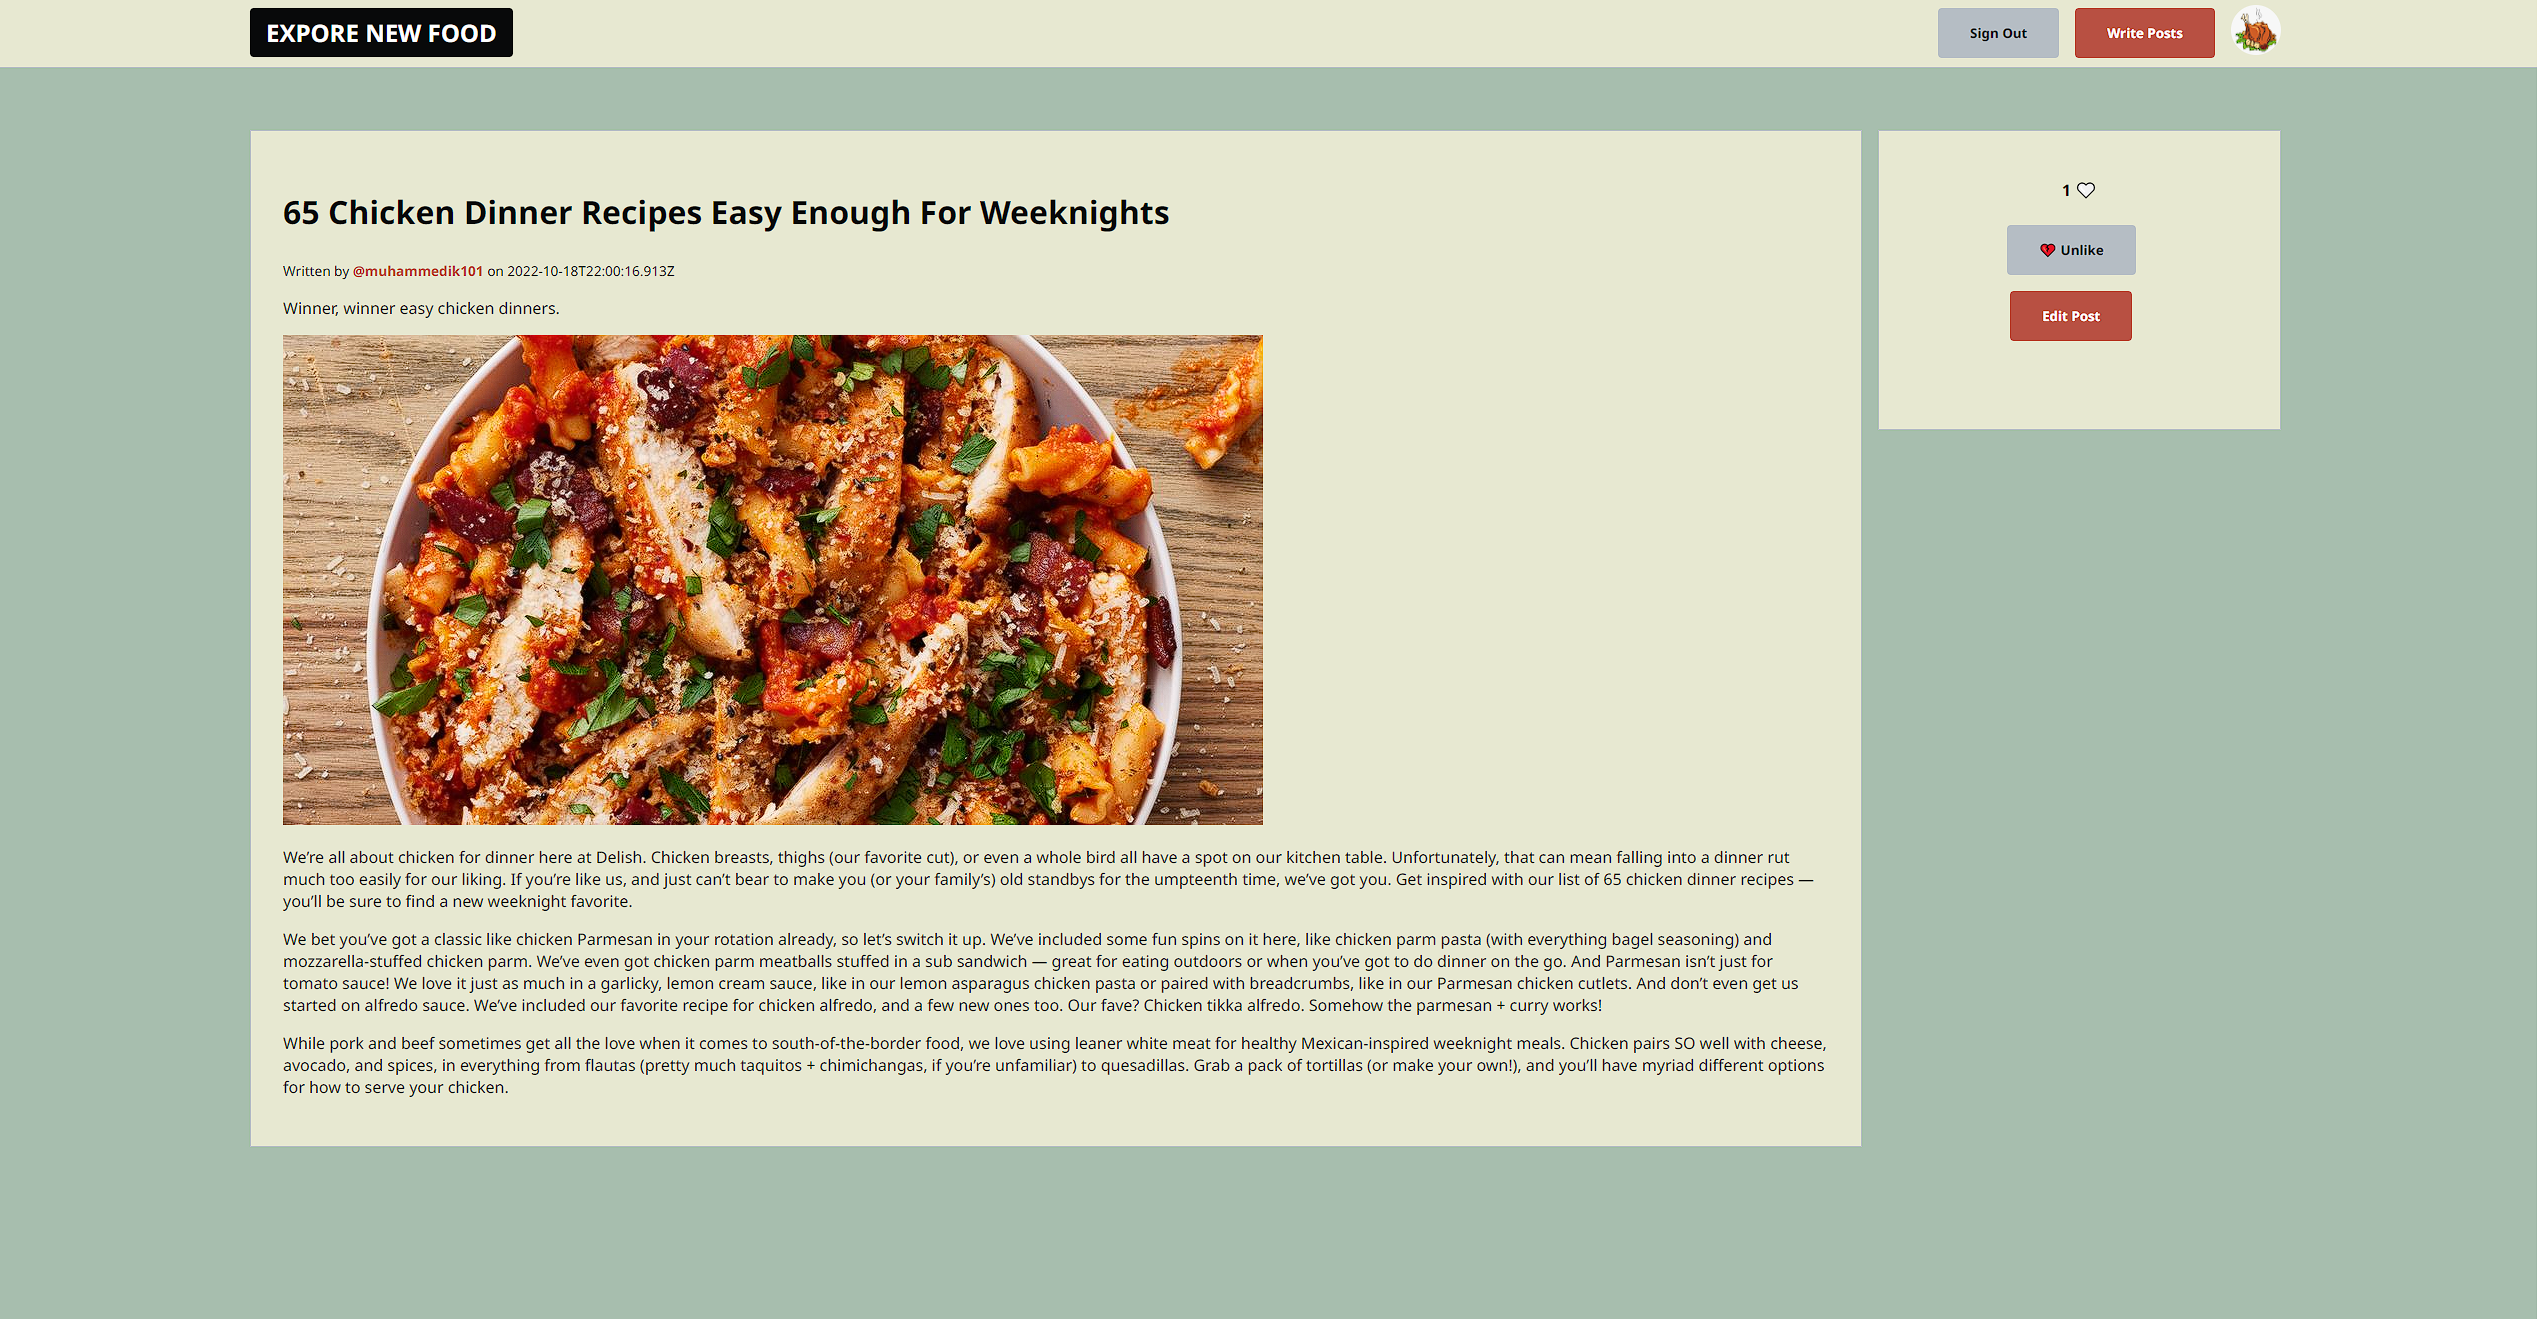 EXPORE NEW FOOD
Sign Out
Write Posts
65 Chicken Dinner Recipes Easy Enough For Weeknights
Written by @muhammedik101 on 2022-10-18T22:00:16.913Z
Winner, winner easy chicken dinners.
We’re all about chicken for dinner here at Delish. Chicken breasts, thighs (our favorite cut), or even a whole bird all have a spot on our kitchen table. Unfortunately, that can mean falling into a dinner rut
much too easily for our liking. If you’re like us, and just can’t bear to make you (or your family’s) old standbys for the umpteenth time, we’ve got you. Get inspired with our list of 65 chicken dinner recipes —
you’ll be sure to find a new weeknight favorite.
We bet you’ve got a classic like chicken Parmesan in your rotation already, so let’s switch it up. We’ve included some fun spins on it here, like chicken parm pasta (with everything bagel seasoning) and
mozzarella-stuffed chicken parm. We’ve even got chicken parm meatballs stuffed in a sub sandwich — great for eating outdoors or when you’ve got to do dinner on the go. And Parmesan isn’t just for
tomato sauce! We love it just as much in a garlicky, lemon cream sauce, like in our lemon asparagus chicken pasta or paired with breadcrumbs, like in our Parmesan chicken cutlets. And don’t even get us
started on alfredo sauce. We’ve included our favorite recipe for chicken alfredo, and a few new ones too. Our fave? Chicken tikka alfredo. Somehow the parmesan + curry works!
While pork and beef sometimes get all the love when it comes to south-of-the-border food, we love using leaner white meat for healthy Mexican-inspired weeknight meals. Chicken pairs SO well with cheese,
avocado, and spices, in everything from flautas (pretty much taquitos + chimichangas, if you’re unfamiliar) to quesadillas. Grab a pack of tortillas (or make your own!), and you’ll have myriad different options
for how to serve your chicken.
1
Unlike
Edit Post